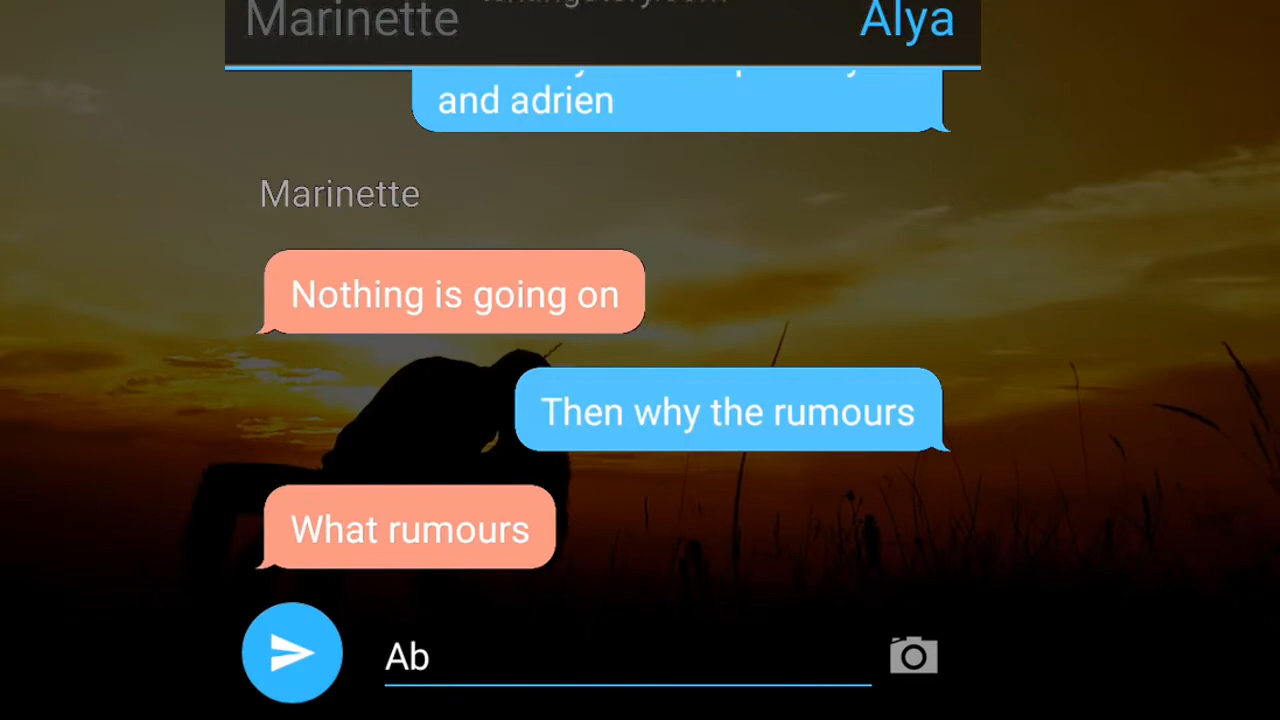 Marinette
Alya
and adrien
Marinette
Nothing is going on
Then why the rumours
What rumours
Ab